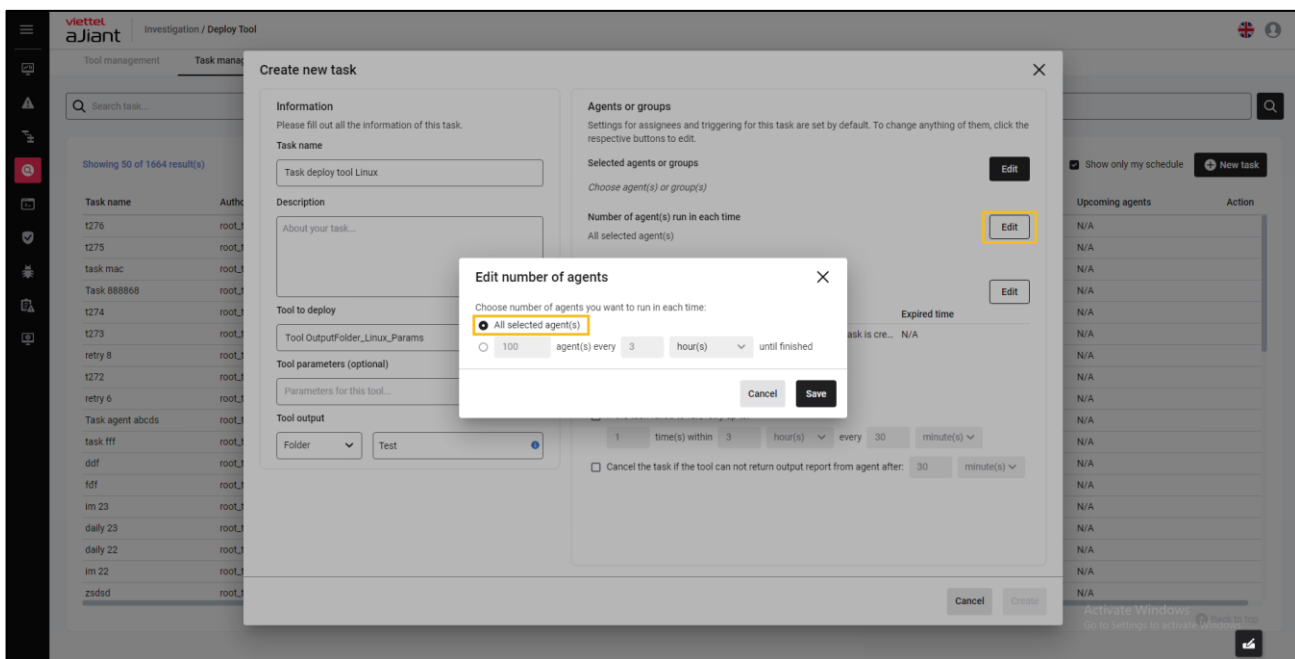 viettel
aJiant
Investigation / Deploy Tool
Tool management
Task manag
Search task...
Showing 50 of 1664 result(s)
Show only my schedule
New task
Task name
Autho
Upcoming agents
Action
t276 root_t N/A
t275 root_t N/A
task mac root_t N/A
Task 888868 root_t N/A
t274 root_t N/A
t273 root_t N/A
retry 8 root_t N/A
t272 root_t N/A
retry 6 root_t N/A
Task agent abcds root_t N/A
task fff root_t N/A
ddf root_t N/A
fdf root_t N/A
im 23 root_t N/A
daily 23 root_t N/A
daily 22 root_t N/A
im 22 root_t N/A
zsdsd root_t N/A
Create new task
Information
Please fill out all the information of this task.
Task name
Task deploy tool Linux
Description
About your task...
Tool to deploy
Tool OutputFolder_Linux_Params
Tool parameters (optional)
Parameters for this tool...
Tool output
Folder
Test
Agents or groups
Settings for assignees and triggering for this task are set by default. To change anything of them, click the
respective buttons to edit.
Selected agents or groups
Edit
Choose agent(s) or group(s)
Number of agent(s) run in each time
Edit
All selected agent(s)
Edit
Expired time
ask is cre... N/A
1 time(s) within 3 hour(s) every 30 minute(s)
Cancel the task if the tool can not return output report from agent after: 30 minute(s)
Cancel
Create
Edit number of agents
Choose number of agents you want to run in each time:
All selected agent(s)
100 agent(s) every 3 hour(s) until finished
Cancel
Save
Activate Windows
Go to Settings to activate Windows.
Back to top